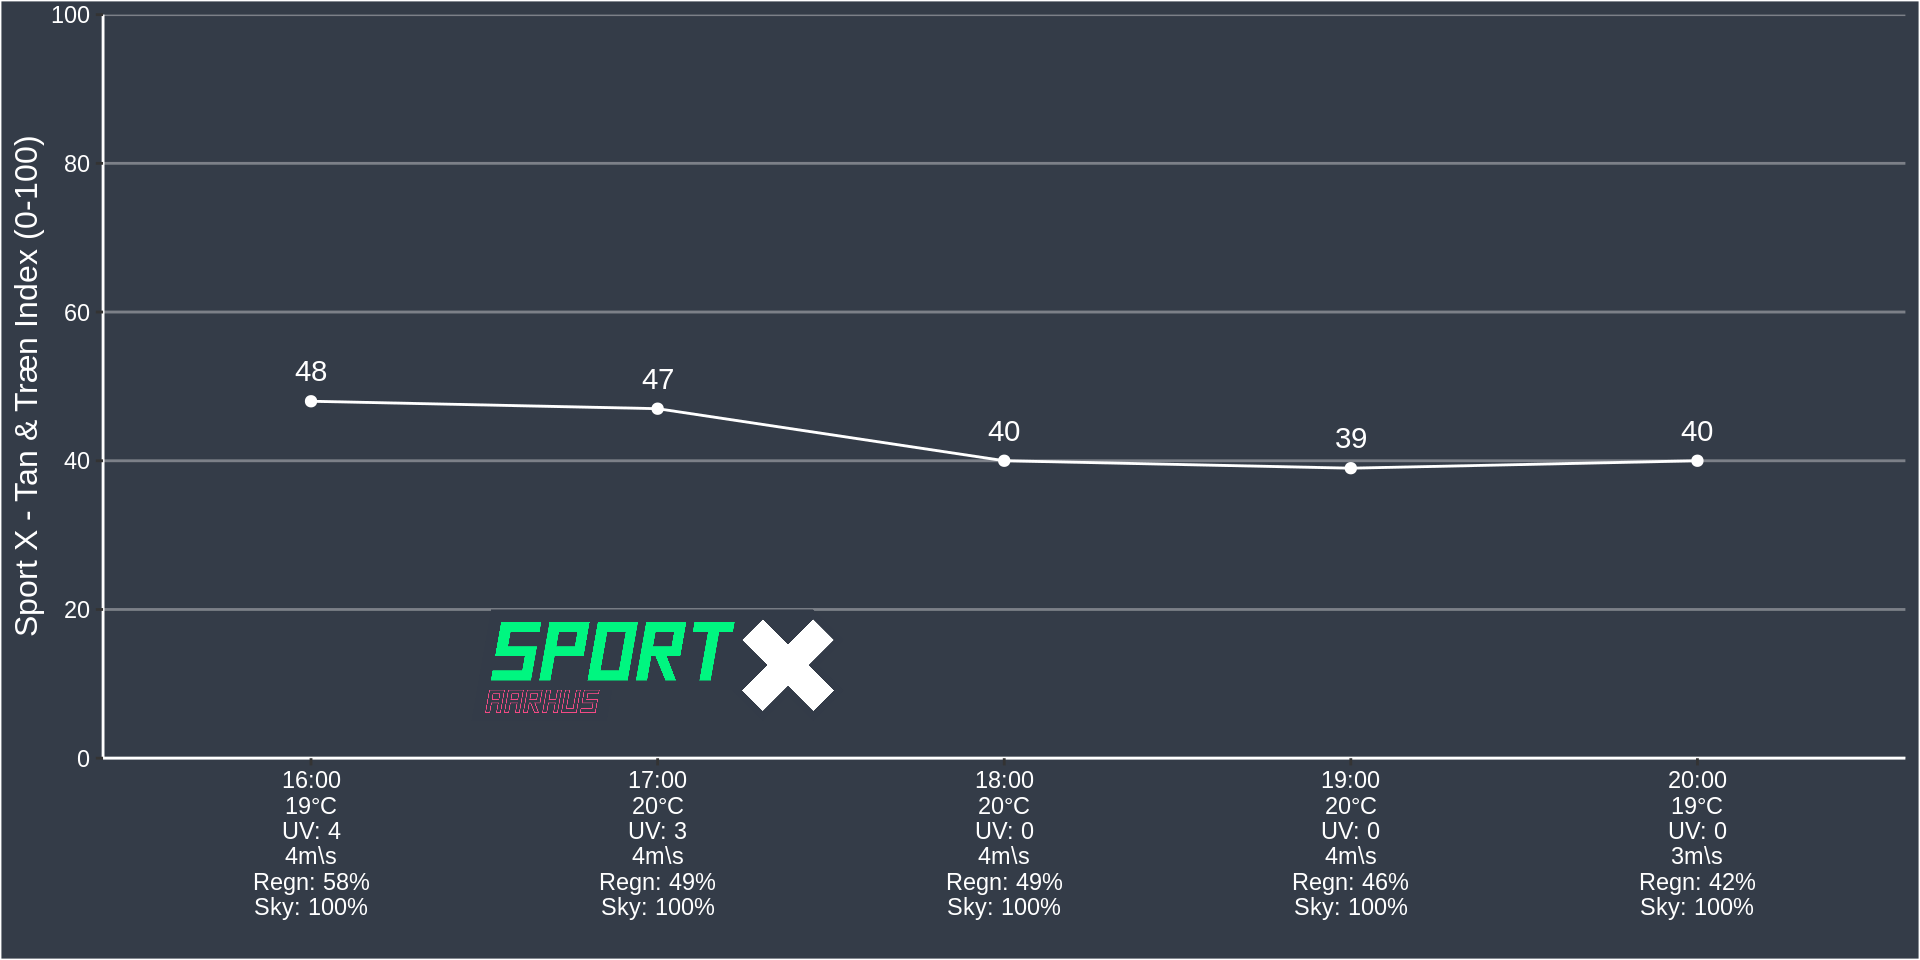 Sport X - Tan & Træn Index (0-100)
100
80
60
40
20
0
48
47
40
39
40
SPORT X
AARHUS
16:00 17:00 18:00 19:00 20:00
19°C 20°C 20°C 20°C 19°C
UV: 4 UV: 3 UV: 0 UV: 0 UV: 0
4m\s 4m\s 4m\s 4m\s 3m\s
Regn: 58% Regn: 49% Regn: 49% Regn: 46% Regn: 42%
Sky: 100% Sky: 100% Sky: 100% Sky: 100% Sky: 100%